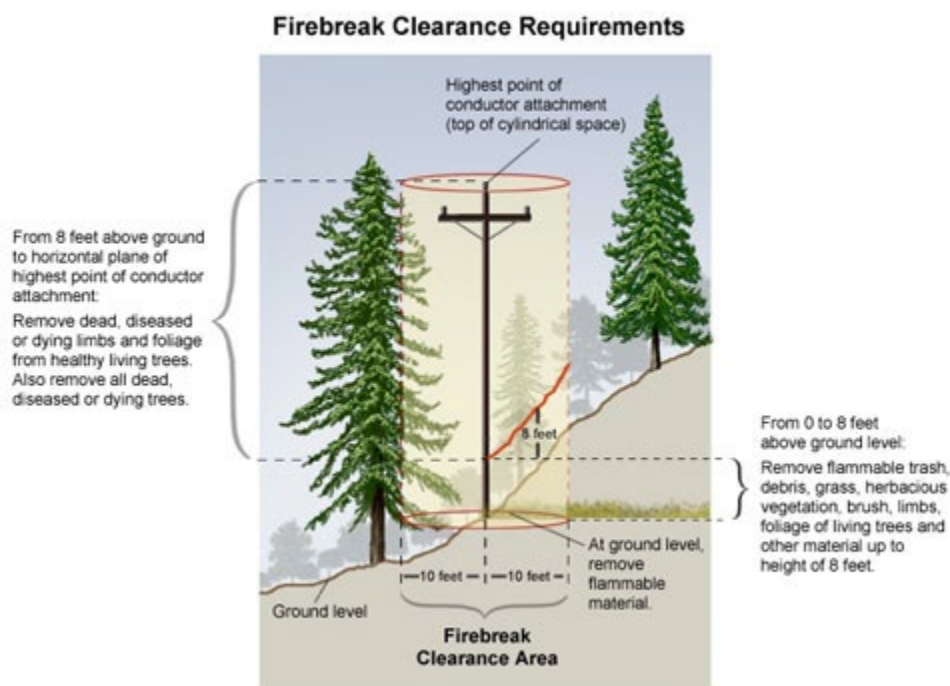 Firebreak Clearance Requirements
Highest point of
conductor attachment
(top of cylindrical space)
From 8 feet above ground
to horizontal plane of
highest point of conductor
attachment:
Remove dead, diseased
or dying limbs and foliage
from healthy living trees.
Also remove all dead,
diseased or dying trees.
8 feet
From 0 to 8 feet
above ground level:
Remove flammable trash,
debris, grass, herbacious
vegetation, brush, limbs,
foliage of living trees and
other material up to
height of 8 feet.
At ground level,
remove
flammable
material.
10 feet
10 feet
Ground level
Firebreak
Clearance Area